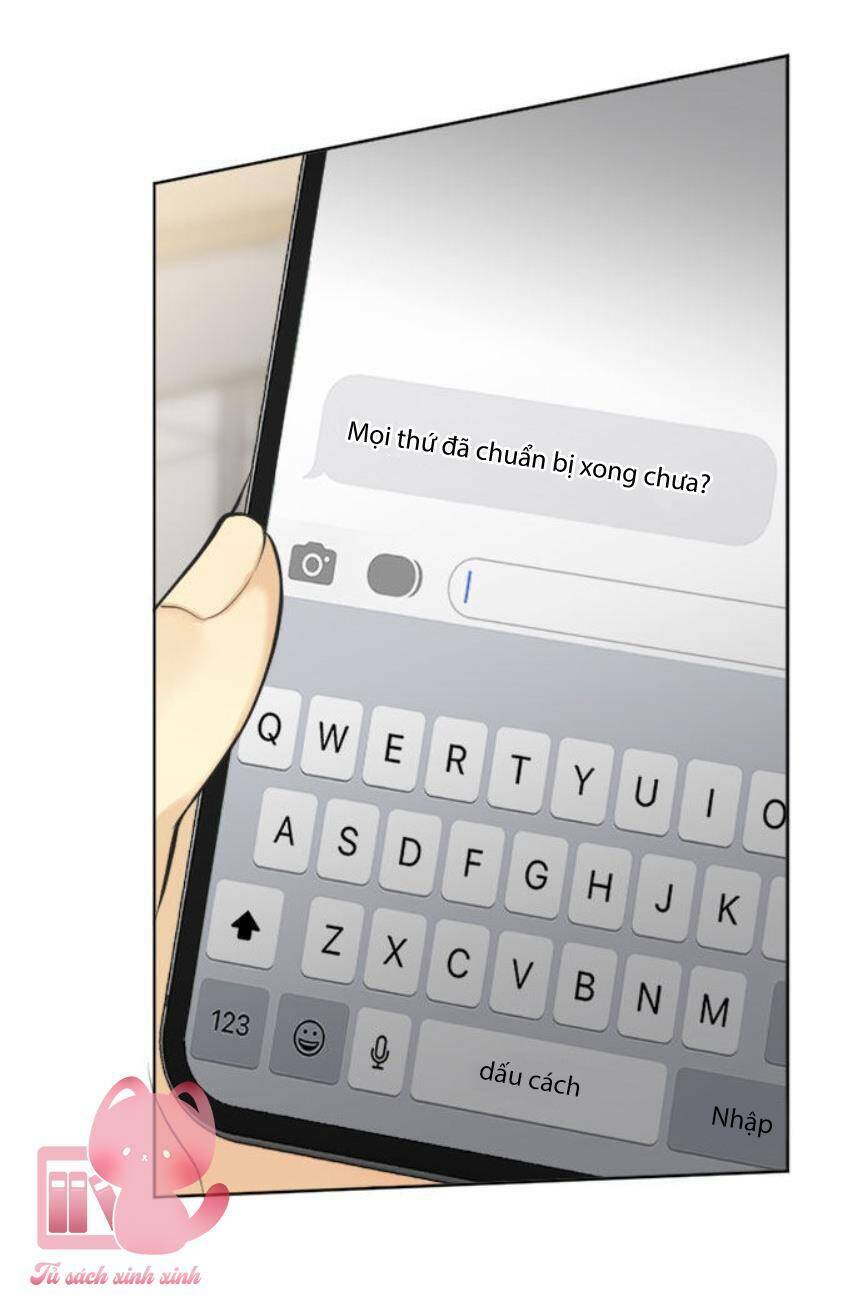 Mọi thứ đã chuẩn bị xong chưa?
Q W E R T Y U I O
A S D F G H J K
Z X C V B N M
123 dấu cách Nhập
Tủ sách xinh xinh